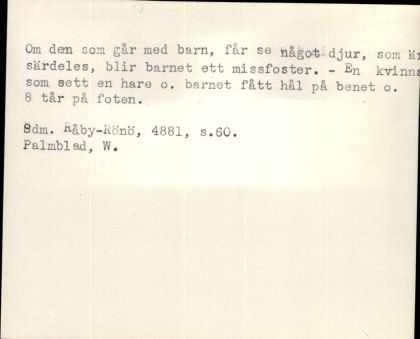 Om den som går med barn, får se något djur, som är
särdeles, blir barnet ett missfoster. - En kvinna
som sett en hare o. barnet fått hål på benet o.
8 tår på foten.
Sdm. Råby-Rönö, 4881, s.60.
Palmblad, W.